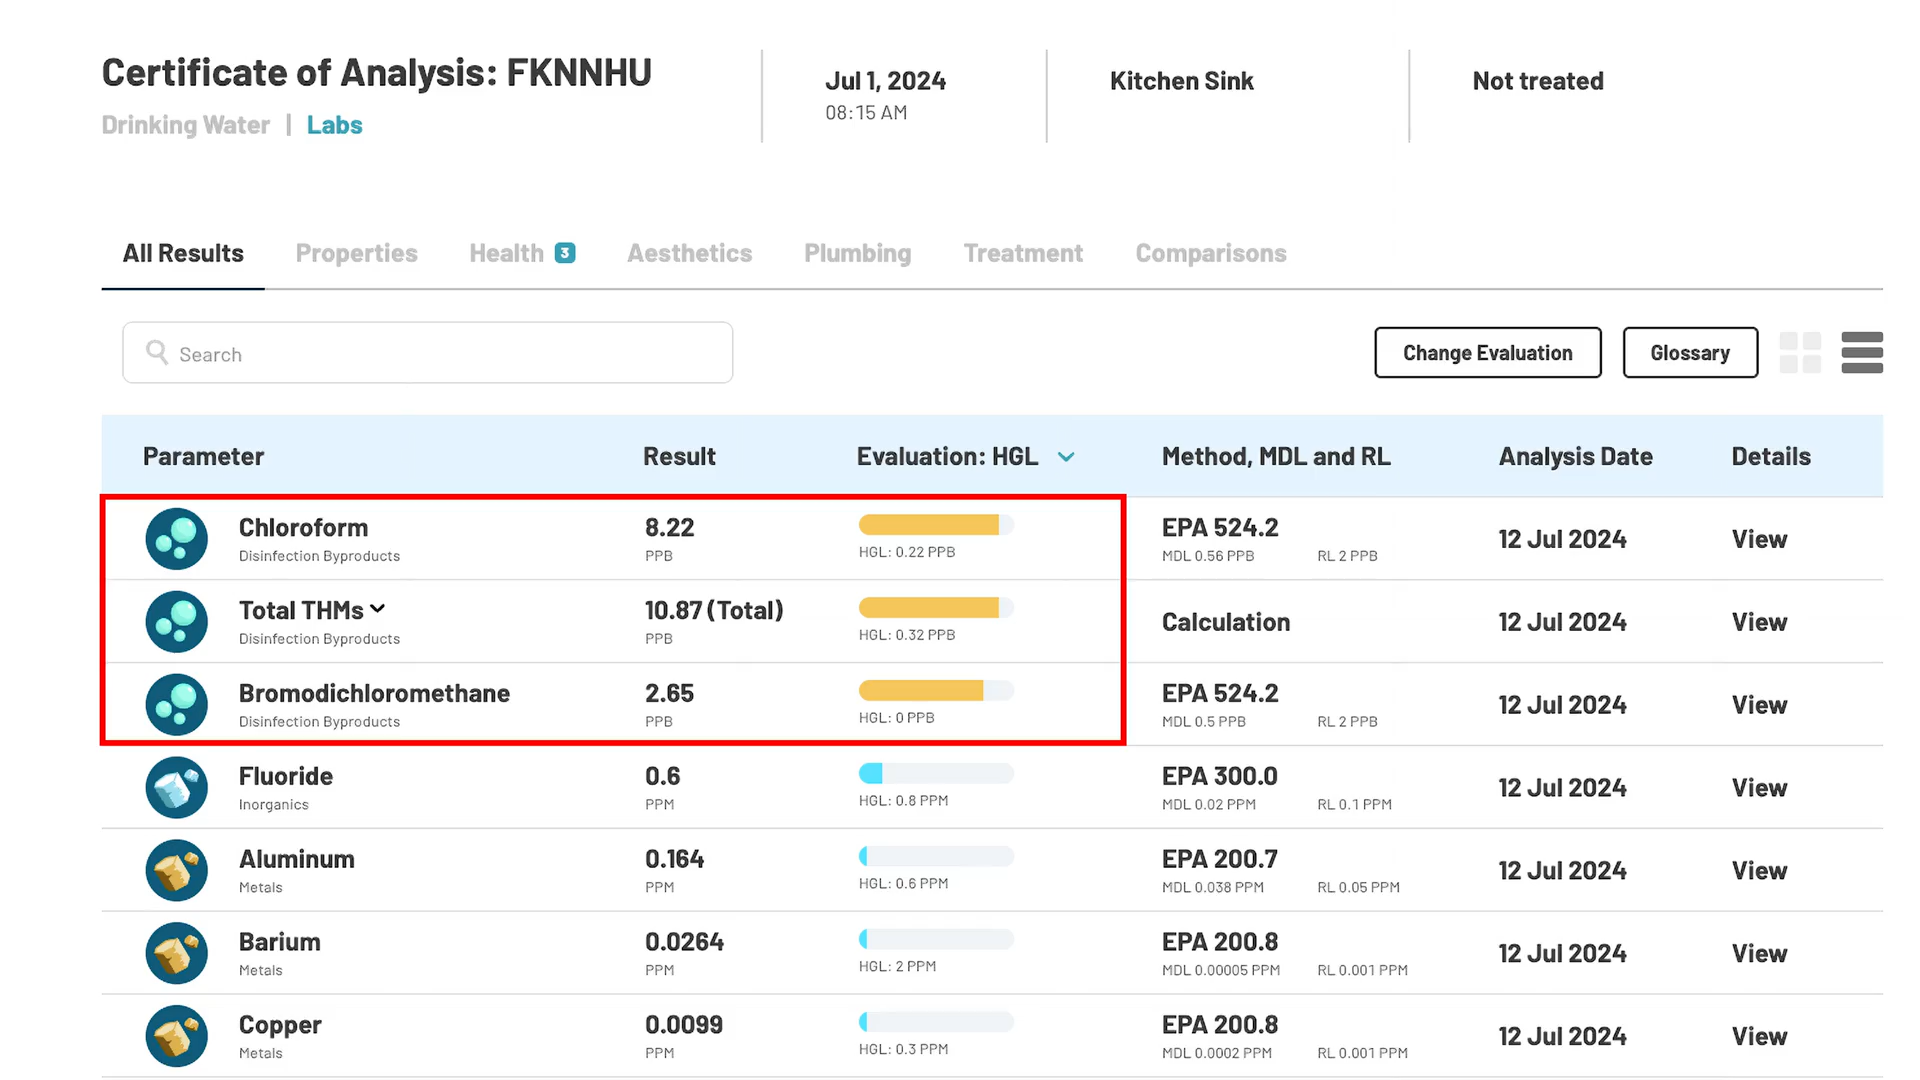 Certificate of Analysis: FKNNHU
Drinking Water | Labs
Jul 1, 2024
08:15 AM
Kitchen Sink
Not treated
All Results Properties Health 3 Aesthetics Plumbing Treatment Comparisons
Search
Change Evaluation Glossary
Parameter Result Evaluation: HGL Method, MDL and RL Analysis Date Details
Chloroform 8.22 EPA 524.2 12 Jul 2024 View
Disinfection Byproducts PPB HGL: 0.22 PPB MDL 0.56 PPB RL 2 PPB
Total THMs 10.87 (Total) Calculation 12 Jul 2024 View
Disinfection Byproducts PPB HGL: 0.32 PPB
Bromodichloromethane 2.65 EPA 524.2 12 Jul 2024 View
Disinfection Byproducts PPB HGL: 0 PPB MDL 0.5 PPB RL 2 PPB
Fluoride 0.6 EPA 300.0 12 Jul 2024 View
Inorganics PPM HGL: 0.8 PPM MDL 0.02 PPM RL 0.1 PPM
Aluminum 0.164 EPA 200.7 12 Jul 2024 View
Metals PPM HGL: 0.6 PPM MDL 0.038 PPM RL 0.05 PPM
Barium 0.0264 EPA 200.8 12 Jul 2024 View
Metals PPM HGL: 2 PPM MDL 0.00005 PPM RL 0.001 PPM
Copper 0.0099 EPA 200.8 12 Jul 2024 View
Metals PPM HGL: 0.3 PPM MDL 0.0002 PPM RL 0.001 PPM